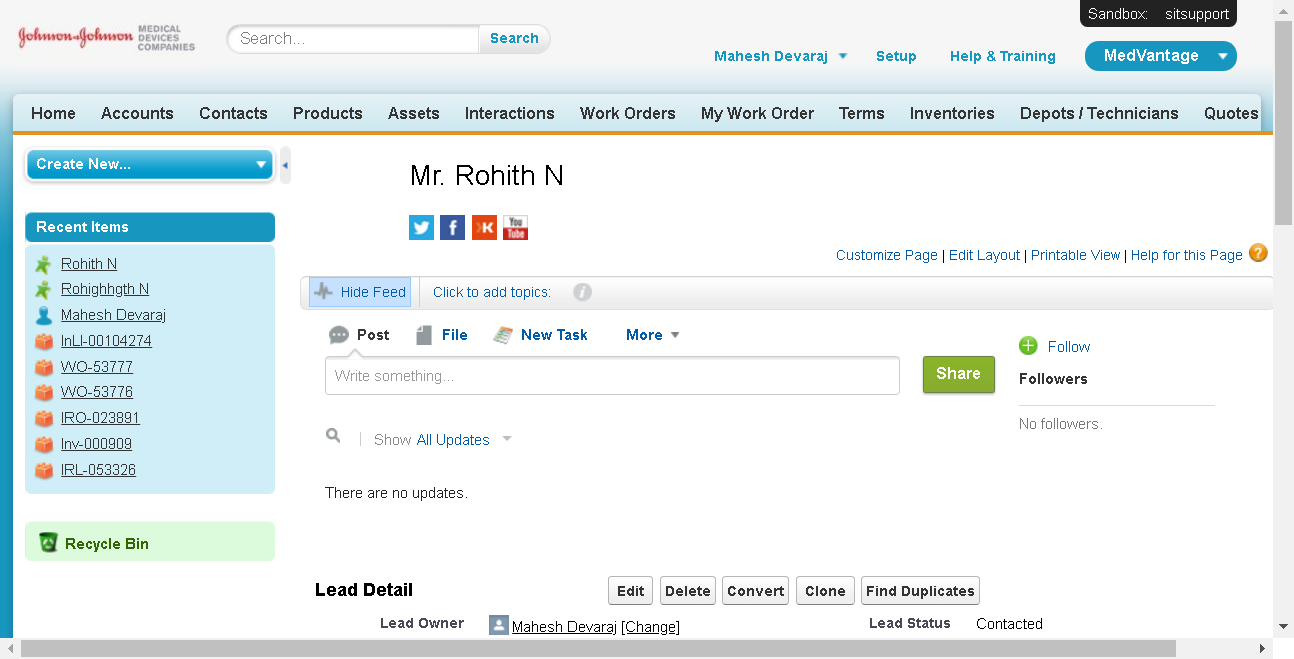 Johnson & Johnson MEDICAL DEVICES COMPANIES
Search...
Search
Sandbox: sitsupport
Mahesh Devaraj
Setup
Help & Training
MedVantage
Home Accounts Contacts Products Assets Interactions Work Orders My Work Order Terms Inventories Depots / Technicians Quotes
Create New...
Recent Items
Rohith N
Rohighhgth N
Mahesh Devaraj
InLI-00104274
WO-53777
WO-53776
IRO-023891
Inv-000909
IRL-053326
Recycle Bin
Mr. Rohith N
You Tube
Customize Page | Edit Layout | Printable View | Help for this Page ?
Hide Feed Click to add topics: i
Post File New Task More
Write something...
Share
Show All Updates
There are no updates.
Follow
Followers
No followers.
Lead Detail
Edit Delete Convert Clone Find Duplicates
Lead Owner Mahesh Devaraj [Change] Lead Status Contacted